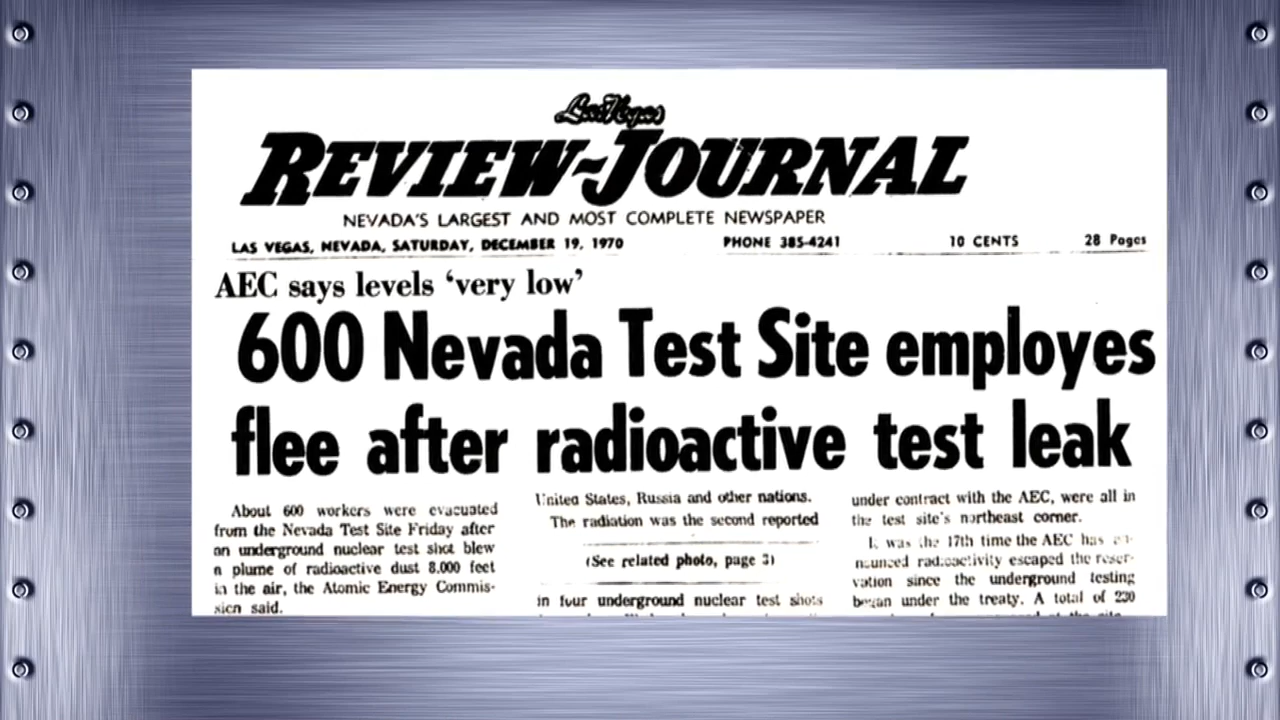 Las Vegas
REVIEW-JOURNAL
NEVADA'S LARGEST AND MOST COMPLETE NEWSPAPER
LAS VEGAS, NEVADA, SATURDAY, DECEMBER 19, 1970 PHONE 385-4241 10 CENTS 28 Pages
AEC says levels ‘very low’
600 Nevada Test Site employes
flee after radioactive test leak
About 600 workers were evacuated
from the Nevada Test Site Friday after
an underground nuclear test shot blew
a plume of radioactive dust 8,000 feet
in the air, the Atomic Energy Commis-
sion said.
United States, Russia and other nations.
The radiation was the second reported
(See related photo, page 3)
in four underground nuclear test shots
under contract with the AEC, were all in
the test site's northeast corner.
It was the 17th time the AEC has
nounced radioactivity escaped the reser-
vation since the underground testing
began under the treaty. A total of 230